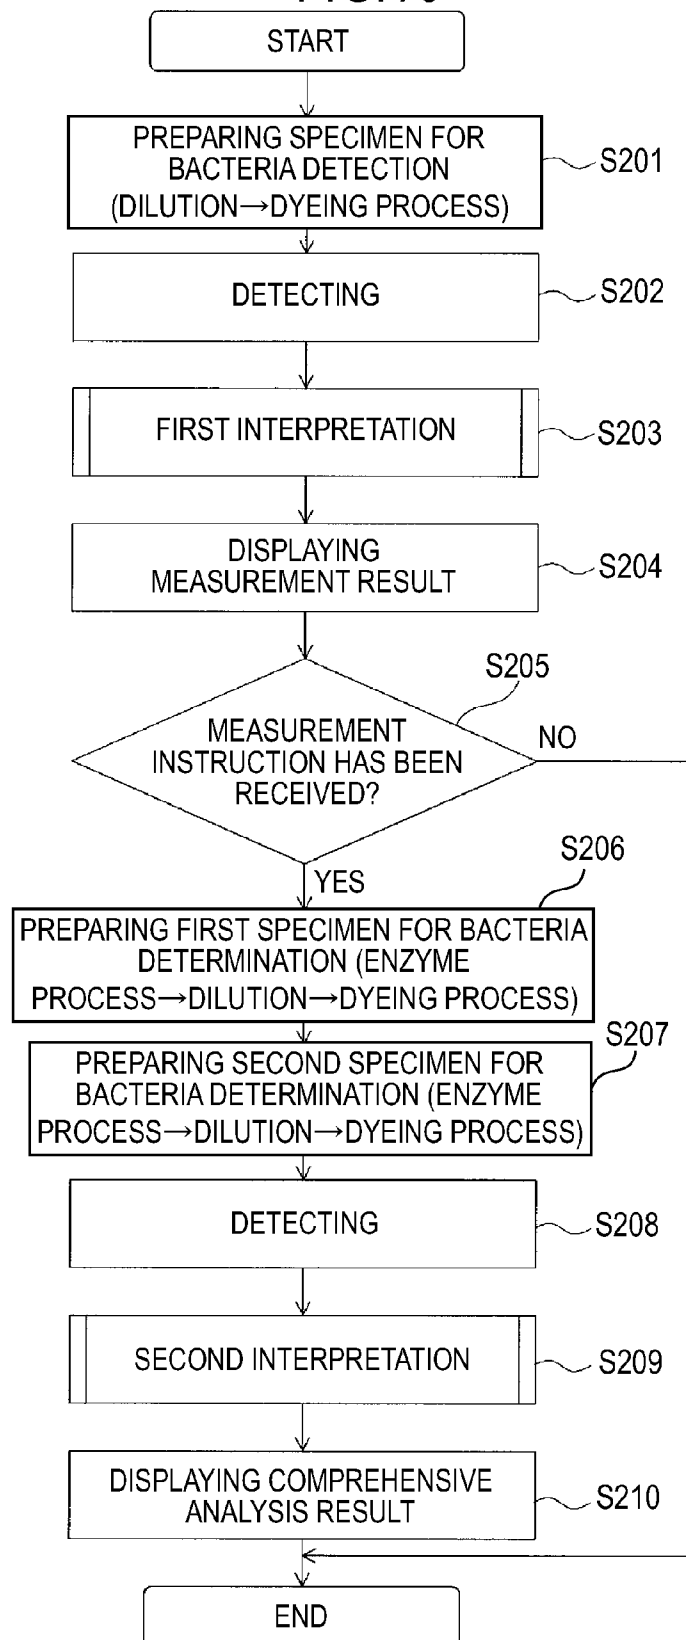 START
PREPARING SPECIMEN FOR
BACTERIA DETECTION
(DILUTION→DYEING PROCESS)
S201
DETECTING
S202
FIRST INTERPRETATION
S203
DISPLAYING
MEASUREMENT RESULT
S204
S205
MEASUREMENT
INSTRUCTION HAS BEEN
RECEIVED?
NO
YES
S206
PREPARING FIRST SPECIMEN FOR BACTERIA
DETERMINATION (ENZYME
PROCESS→DILUTION→DYEING PROCESS)
S207
PREPARING SECOND SPECIMEN FOR
BACTERIA DETERMINATION (ENZYME
PROCESS→DILUTION→DYEING PROCESS)
DETECTING
S208
SECOND INTERPRETATION
S209
DISPLAYING COMPREHENSIVE
ANALYSIS RESULT
S210
END